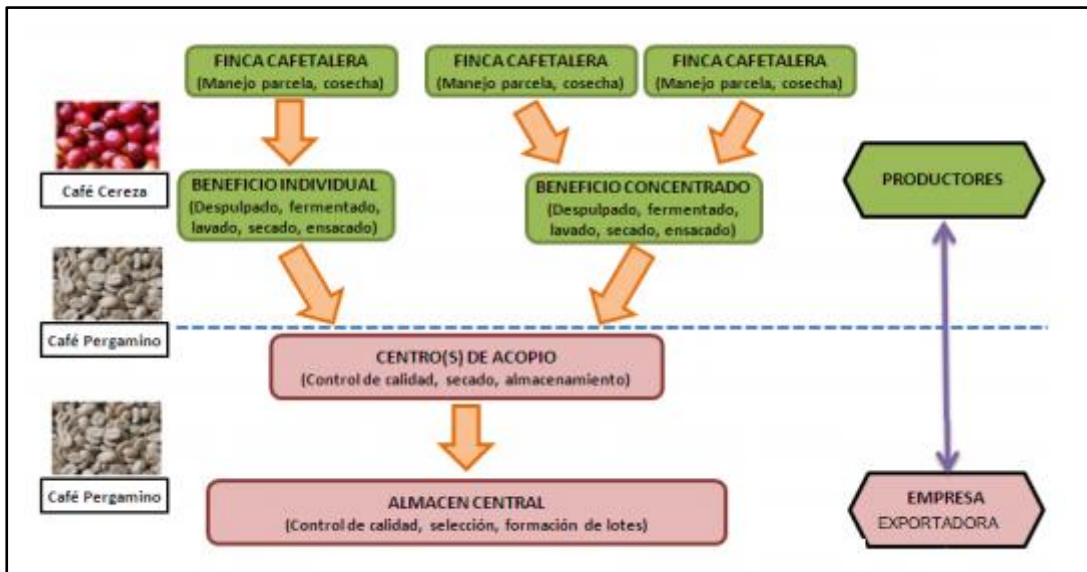 FINCA CAFETALERA
(Manejo parcela, cosecha)
FINCA CAFETALERA
(Manejo parcela, cosecha)
FINCA CAFETALERA
(Manejo parcela, cosecha)
Café Cereza
BENEFICIO INDIVIDUAL
(Despulpado, fermentado,
lavado, secado, ensacado)
BENEFICIO CONCENTRADO
(Despulpado, fermentado,
lavado, secado, ensacado)
PRODUCTORES
Café Pergamino
CENTRO(S) DE ACOPIO
(Control de calidad, secado, almacenamiento)
Café Pergamino
ALMACEN CENTRAL
(Control de calidad, selección, formación de lotes)
EMPRESA
EXPORTADORA